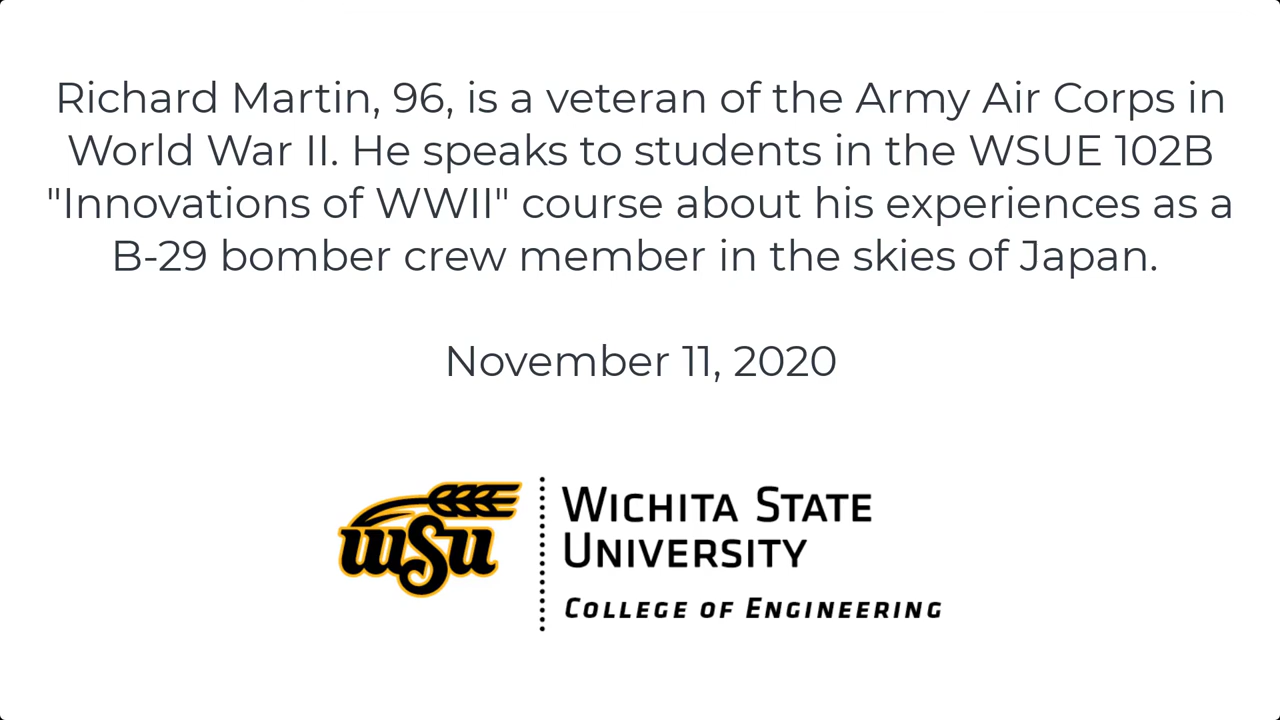 Richard Martin, 96, is a veteran of the Army Air Corps in
World War II. He speaks to students in the WSUE 102B
"Innovations of WWII" course about his experiences as a
B-29 bomber crew member in the skies of Japan.
November 11, 2020
WSU
WICHITA STATE
UNIVERSITY
COLLEGE OF ENGINEERING